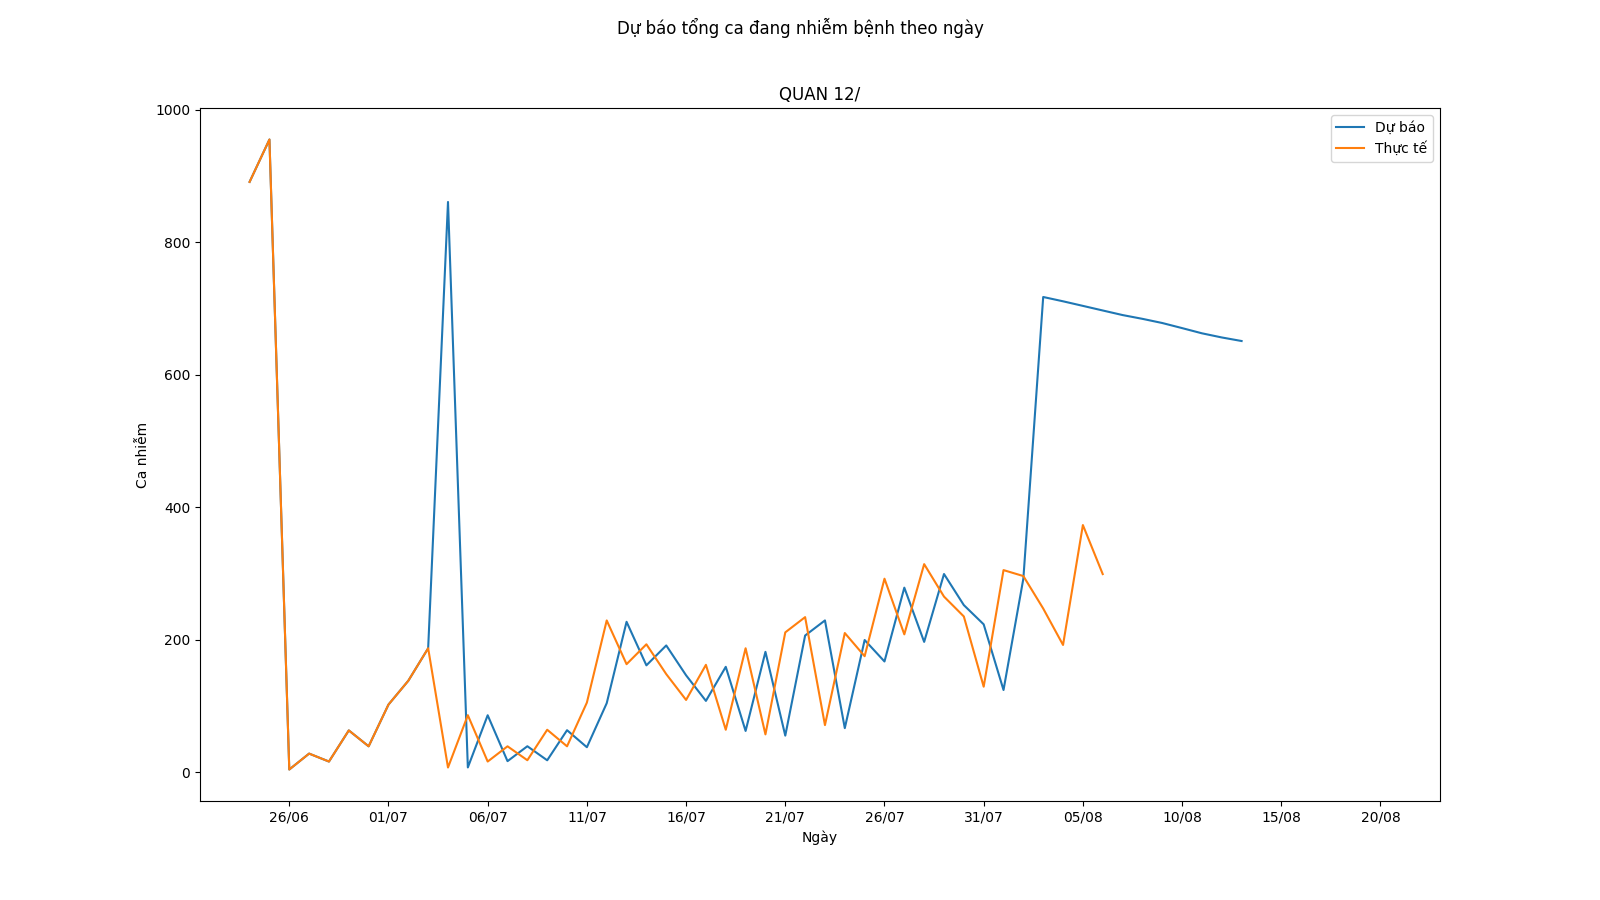 Dự báo tổng ca đang nhiễm bệnh theo ngày
QUAN 12/
Dự báo
Thực tế
Ca nhiễm
1000
800
600
400
200
0
26/06 01/07 06/07 11/07 16/07 21/07 26/07 31/07 05/08 10/08 15/08 20/08
Ngày